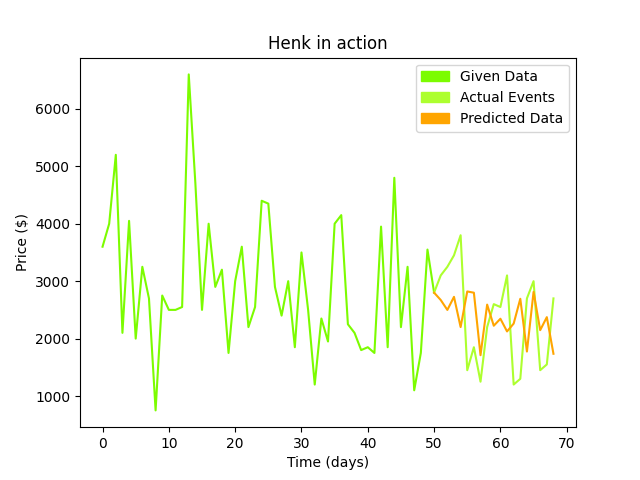 Henk in action
Given Data
Actual Events
Predicted Data
Price ($)
6000
5000
4000
3000
2000
1000
0 10 20 30 40 50 60 70
Time (days)